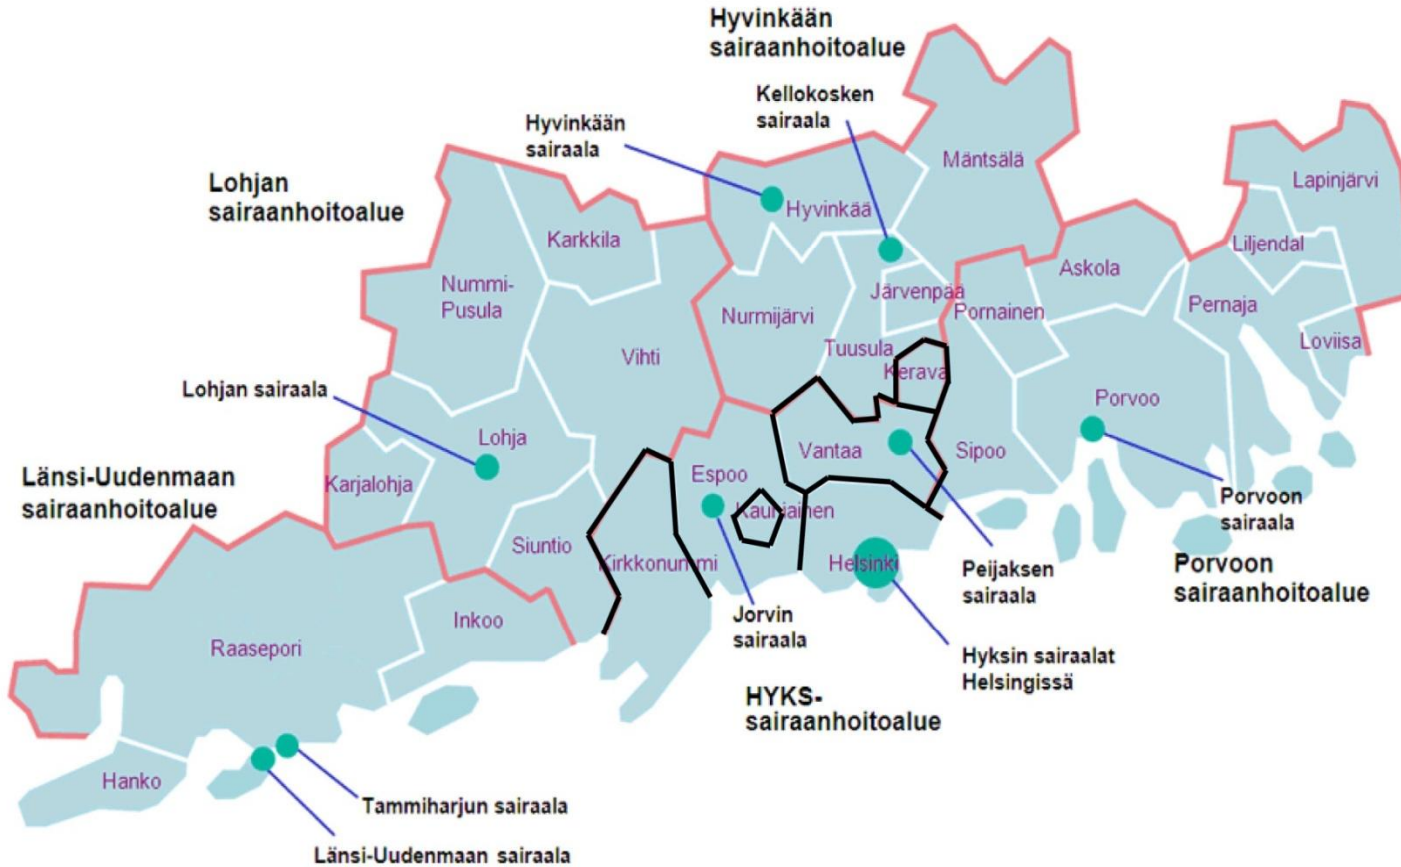 Hyvinkään
sairaanhoitoalue
Kellokosken
sairaala
Hyvinkään
sairaala
Mäntsälä
Lapinjärvi
Lohjan
sairaanhoitoalue
Hyvinkää
Karkkila
Liljendal
Askola
Nummi-
Pusula
Järvenpää
Pornainen
Pernaja
Nurmijärvi
Loviisa
Tuusula
Vihti
Kerava
Lohjan sairaala
Porvoo
Lohja
Vantaa
Sipoo
Länsi-Uudenmaan
sairaanhoitoalue
Karjalohja
Espoo
Kauniainen
Porvoon
sairaala
Siuntio
Kirkkonummi
Helsinki
Peijaksen
sairaala
Porvoon
sairaanhoitoalue
Inkoo
Jorvin
sairaala
Raasepori
Hyksin sairaalat
Helsingissä
HYKS-
sairaanhoitoalue
Hanko
Tammiharjun sairaala
Länsi-Uudenmaan sairaala